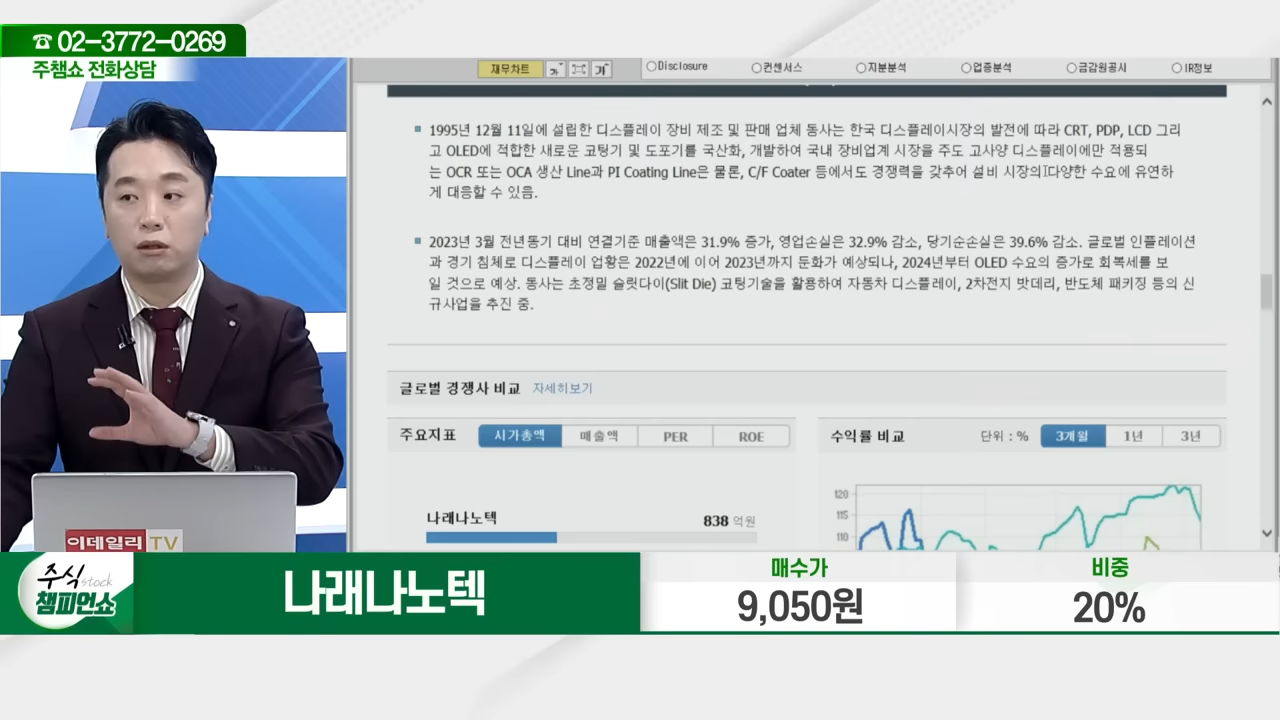 ☎ 02-3772-0269
주챔쇼 전화상담
재무차트
가
가
Disclosure
컨센서스
지분분석
업종분석
금감원공시
IR정보
1995년 12월 11일에 설립한 디스플레이 장비 제조 및 판매 업체 동사는 한국 디스플레이시장의 발전에 따라 CRT, PDP, LCD 그리
고 OLED에 적합한 새로운 코팅기 및 도포기를 국산화, 개발하여 국내 장비업계 시장을 주도 고사양 디스플레이에만 적용되
는 OCR 또는 OCA 생산 Line과 PI Coating Line은 물론, C/F Coater 등에서도 경쟁력을 갖추어 설비 시장의 다양한 수요에 유연하
게 대응할 수 있음.
2023년 3월 전년동기 대비 연결기준 매출액은 31.9% 증가, 영업손실은 32.9% 감소, 당기순손실은 39.6% 감소. 글로벌 인플레이션
과 경기 침체로 디스플레이 업황은 2022년에 이어 2023년까지 둔화가 예상되나, 2024년부터 OLED 수요의 증가로 회복세를 보
일 것으로 예상. 동사는 초정밀 슬릿다이(Slit Die) 코팅기술을 활용하여 자동차 디스플레이, 2차전지 밧데리, 반도체 패키징 등의 신
규사업을 추진 중.
글로벌 경쟁사 비교 자세히보기
주요지표 시가총액 매출액 PER ROE
수익률 비교 단위 : % 3개월 1년 3년
120
115
110
나래나노텍 838 억원
이데일리TV
주식 stock
챔피언쇼
나래나노텍
매수가
9,050원
비중
20%